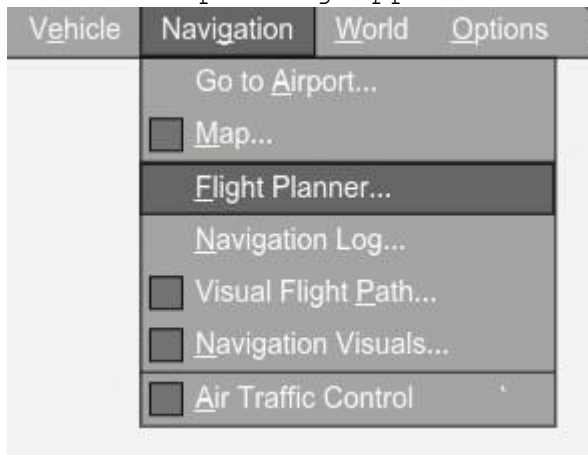 Vehicle Navigation World Options
Go to Airport...
Map...
Flight Planner...
Navigation Log...
Visual Flight Path...
Navigation Visuals...
Air Traffic Control